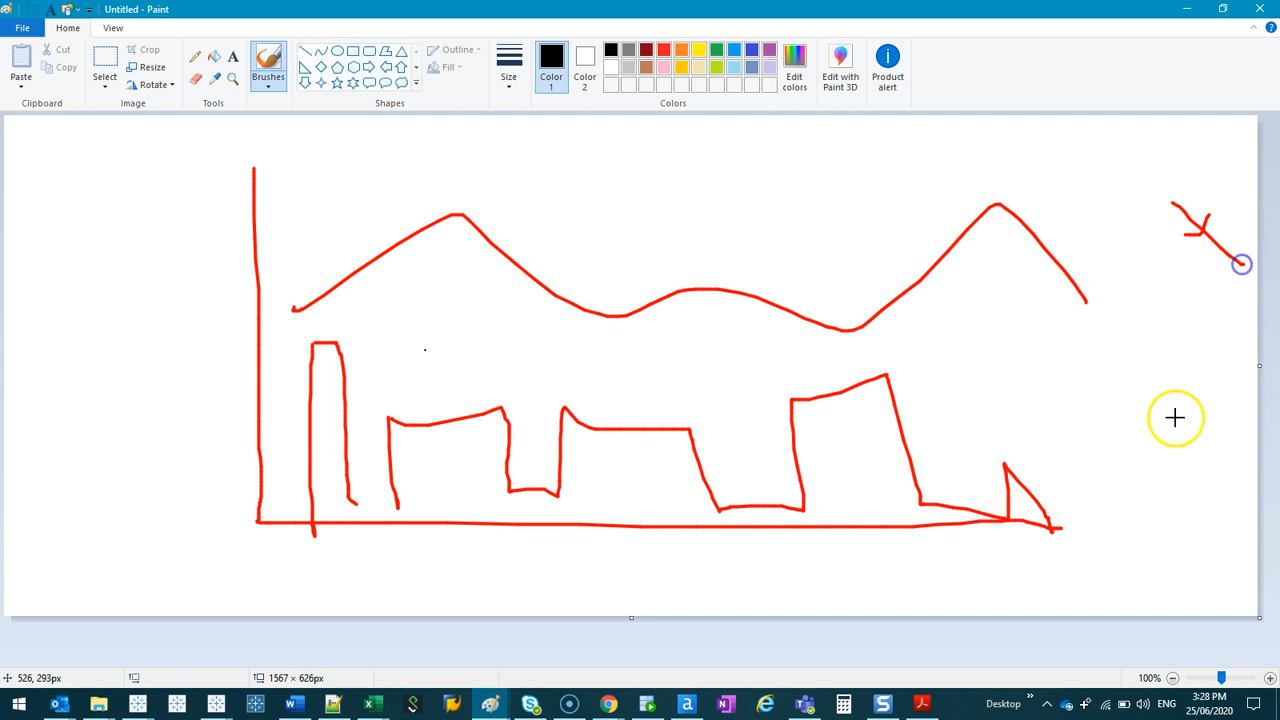 Untitled - Paint
File Home View
Paste
Cut
Copy
Clipboard
Select
Crop
Resize
Rotate
Image
Tools
Brushes
Shapes
Outline
Fill
Size
Color 1
Color 2
Edit colors
Colors
Edit with Paint 3D
Product alert
526, 293px
1567 × 626px
100%
Desktop
ENG
3:28 PM
25/06/2020